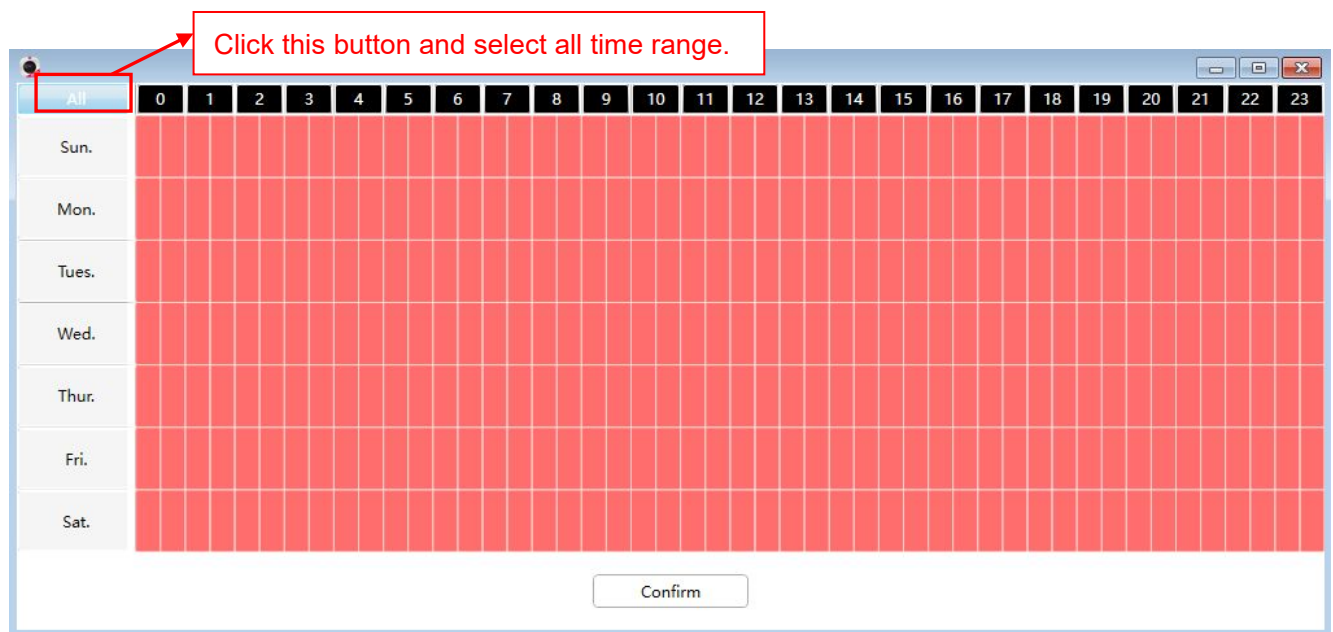 Click this button and select all time range.
All 0 1 2 3 4 5 6 7 8 9 10 11 12 13 14 15 16 17 18 19 20 21 22 23
Sun.
Mon.
Tues.
Wed.
Thur.
Fri.
Sat.
Confirm